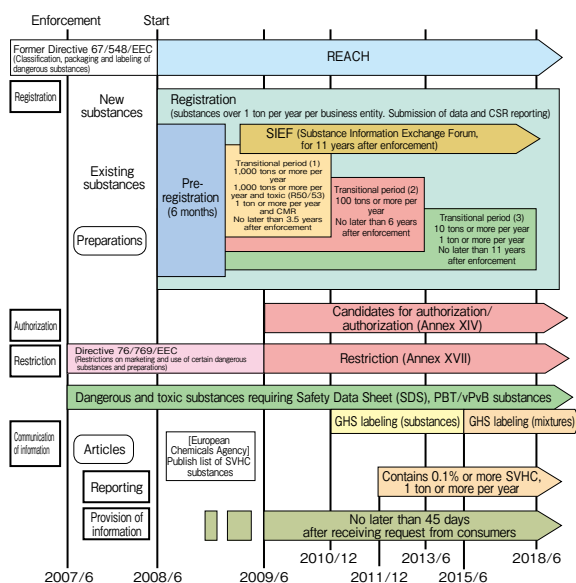 Enforcement
Start
Former Directive 67/548/EEC
(Classification, packaging and labeling of
dangerous substances)
REACH
Registration
New
substances
Registration
(substances over 1 ton per year per business entity. Submission of data and CSR reporting)
SIEF (Substance Information Exchange Forum,
for 11 years after enforcement)
Existing
substances
Pre-
registration
(6 months)
Transitional period (1)
1,000 tons or more per
year
1,000 tons or more per
year and toxic (R50/53)
1 ton or more per year
and CMR
No later than 3.5 years
after enforcement
Transitional period (2)
100 tons or more per
year
No later than 6 years
after enforcement
Transitional period (3)
10 tons or more per year
1 ton or more per year
No later than 11 years
after enforcement
Preparations
Authorization
Candidates for authorization/
authorization (Annex XIV)
Restriction
Directive 76/769/EEC
(Restrictions on marketing and use of certain dangerous
substances and preparations)
Restriction (Annex XVII)
Dangerous and toxic substances requiring Safety Data Sheet (SDS), PBT/vPvB substances
GHS labeling (substances)
GHS labeling (mixtures)
Communication
of information
Articles
[European
Chemicals Agency]
Publish list of SVHC
substances
Reporting
Contains 0.1% or more SVHC,
1 ton or more per year
Provision of
information
No later than 45 days
after receiving request from consumers
2010/12
2013/6
2018/6
2007/6
2008/6
2009/6
2011/12
2015/6